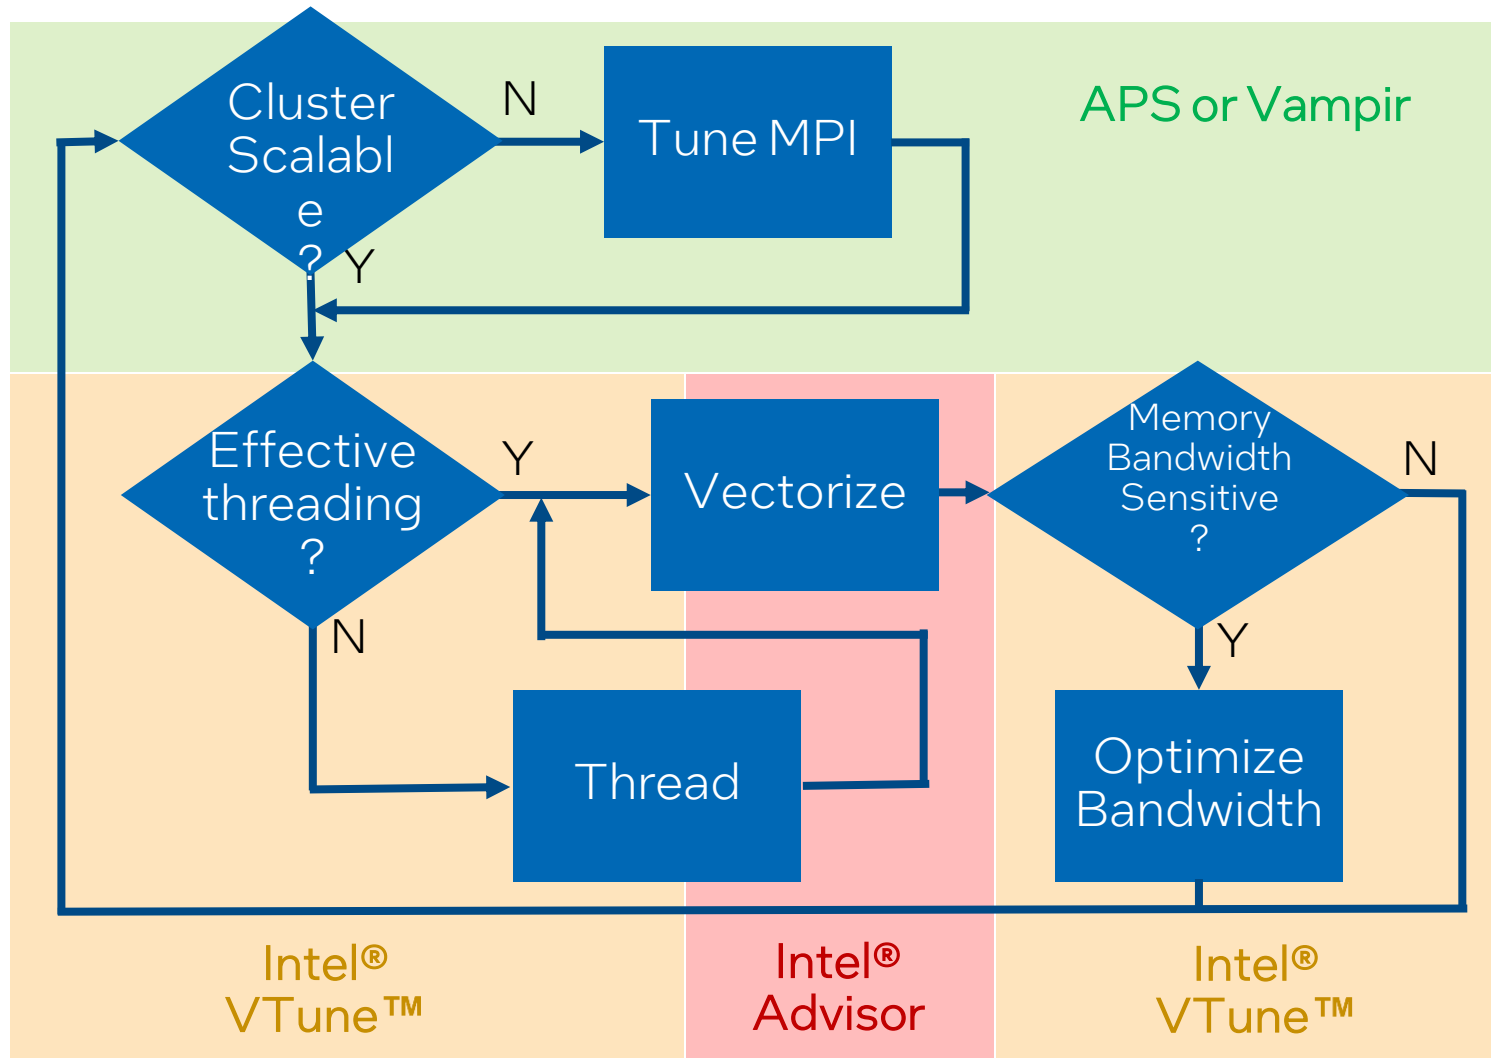 Cluster
Scalabl
e
?
N
Tune MPI
APS or Vampir
Y
Effective
threading
?
Y
Vectorize
Memory
Bandwidth
Sensitive
?
N
N
Thread
Y
Optimize
Bandwidth
Intel®
VTune™
Intel®
Advisor
Intel®
VTune™